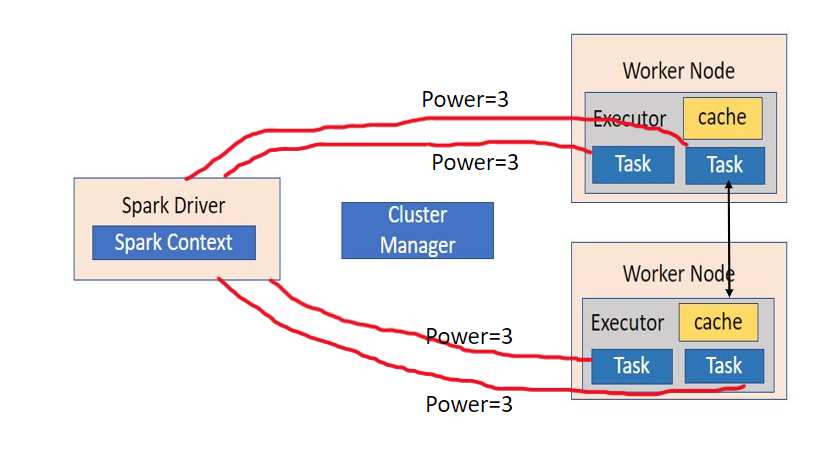 Worker Node
Power=3
Executor
cache
Task
Task
Power=3
Spark Driver
Spark Context
Cluster
Manager
Worker Node
Executor
cache
Power=3
Task
Task
Power=3